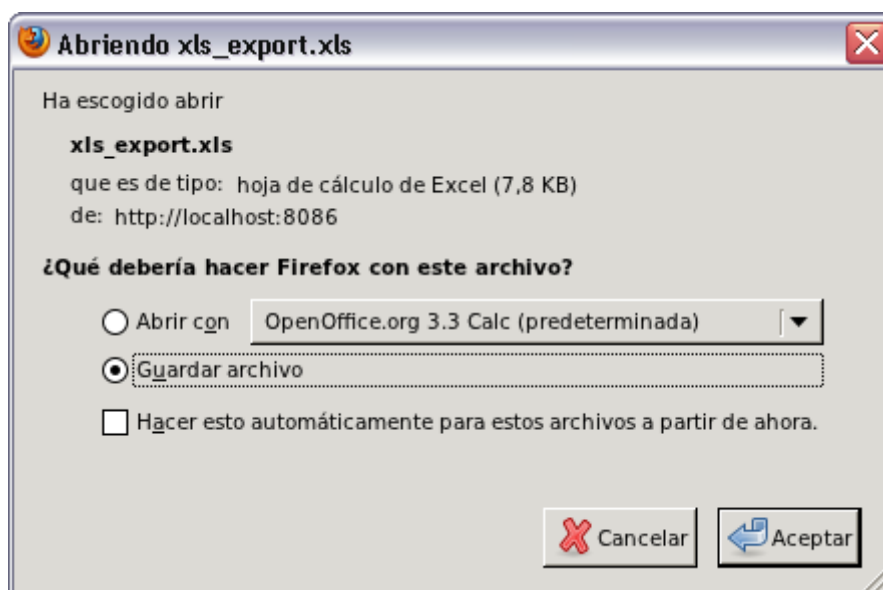 Abriendo xls_export.xls
Ha escogido abrir
xls_export.xls
que es de tipo: hoja de cálculo de Excel (7,8 KB)
de: http://localhost:8086
¿Qué debería hacer Firefox con este archivo?
Abrir con OpenOffice.org 3.3 Calc (predeterminada)
Guardar archivo
Hacer esto automáticamente para estos archivos a partir de ahora.
Cancelar Aceptar